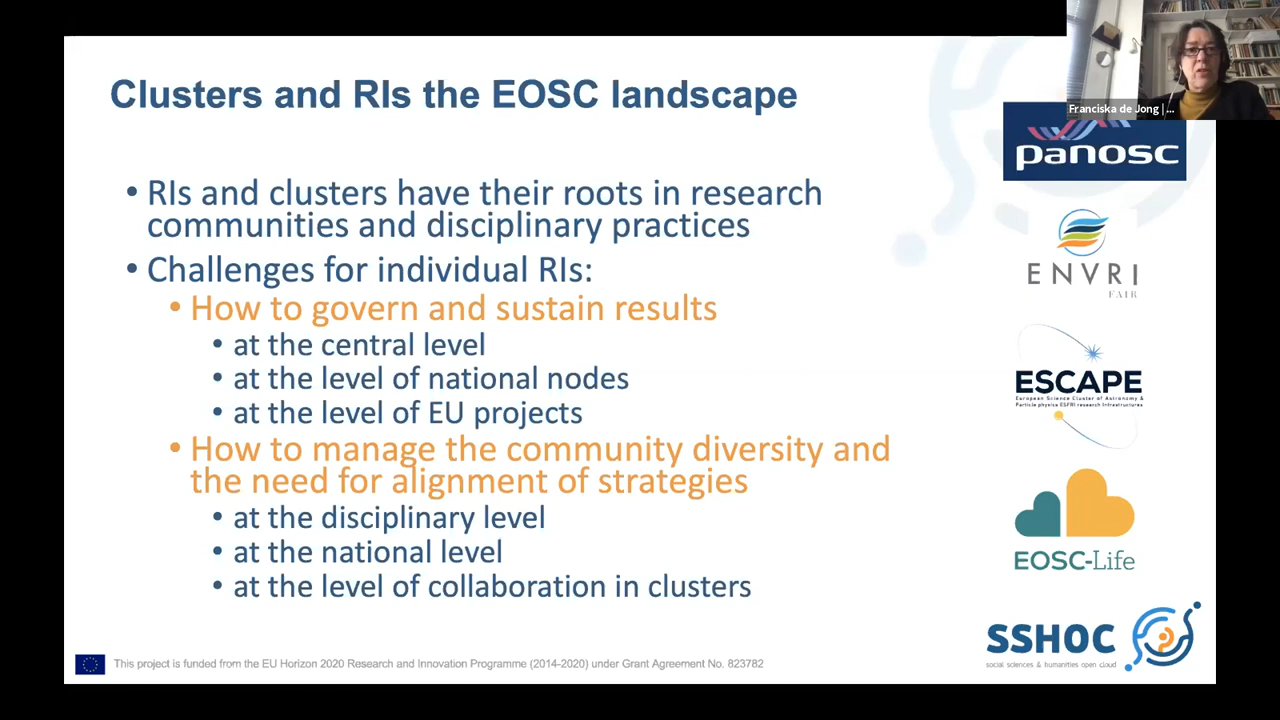 Clusters and RIs the EOSC landscape
• RIs and clusters have their roots in research
communities and disciplinary practices
• Challenges for individual RIs:
• How to govern and sustain results
• at the central level
• at the level of national nodes
• at the level of EU projects
• How to manage the community diversity and
the need for alignment of strategies
• at the disciplinary level
• at the national level
• at the level of collaboration in clusters
This project is funded from the EU Horizon 2020 Research and Innovation Programme (2014-2020) under Grant Agreement No. 823782
Franciska de Jong | ...
panosc
ENVRI
FAIR
ESCAPE
European Science Cluster of Astronomy &
Particle physics ESFRI research Infrastructures
EOSC-Life
SSHOC
social sciences & humanities open cloud